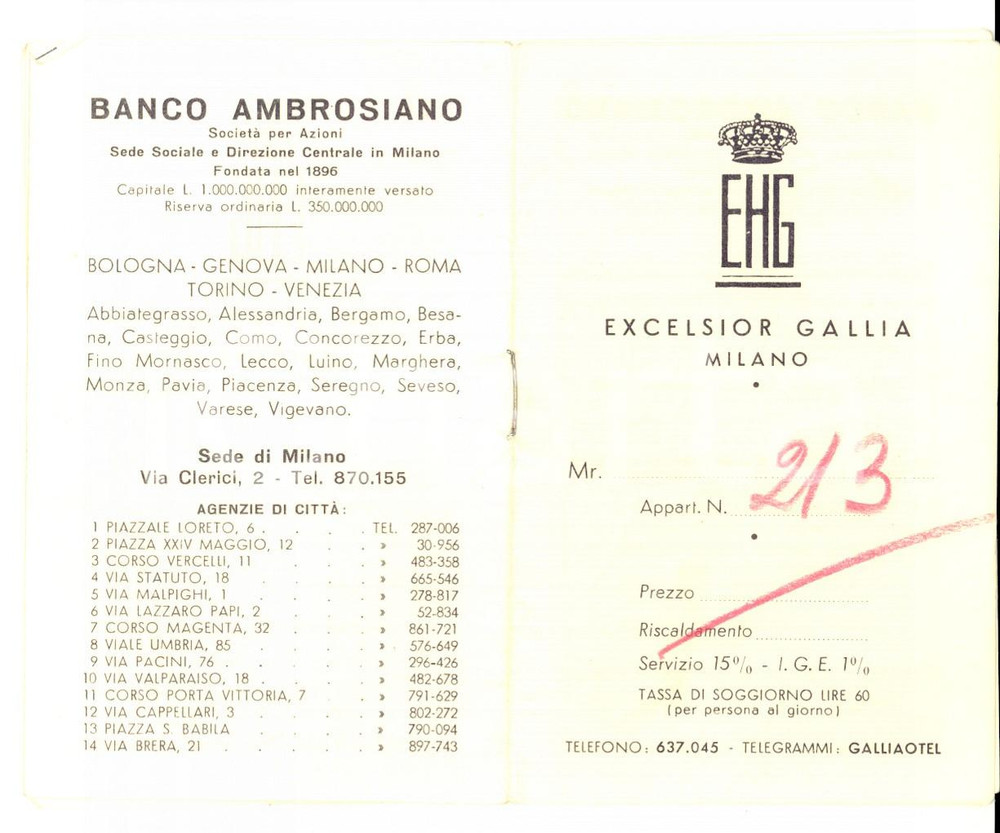 BANCO AMBROSIANO
Società per Azioni
Sede Sociale e Direzione Centrale in Milano
Fondata nel 1896
Capitale L. 1.000.000.000 interamente versato
Riserva ordinaria L. 350.000.000
BOLOGNA - GENOVA - MILANO - ROMA
TORINO - VENEZIA
Abbiategrasso, Alessandria, Bergamo, Besa-
na, Casteggio, Como, Concorezzo, Erba,
Fino Mornasco, Lecco, Luino, Marghera,
Monza, Pavia, Piacenza, Seregno, Seveso,
Varese, Vigevano.
Sede di Milano
Via Clerici, 2 - Tel. 870.155
AGENZIE DI CITTÀ:
1 PIAZZALE LORETO, 6 . . . . TEL. 287-006
2 PIAZZA XXIV MAGGIO, 12 . . » 30-956
3 CORSO VERCELLI, 11 . . . » 483-358
4 VIA STATUTO, 18 . . . . » 665-546
5 VIA MALPIGHI, 1 . . . . » 278-817
6 VIA LAZZARO PAPI, 2 . . . » 52-834
7 CORSO MAGENTA, 32 . . . » 861-721
8 VIALE UMBRIA, 85 . . . . » 576-649
9 VIA PACINI, 76 . . . . . » 296-426
10 VIA VALPARAISO, 18 . . . . » 482-678
11 CORSO PORTA VITTORIA, 7 . . » 791-629
12 VIA CAPPELLARI, 3 . . . . » 802-272
13 PIAZZA S. BABILA . . . . » 790-094
14 VIA BRERA, 21 . . . . . » 897-743
EHG
EXCELSIOR GALLIA
MILANO
Mr.
Appart. N. 213
Prezzo
Riscaldamento
Servizio 15% - I. G. E. 1%
TASSA DI SOGGIORNO LIRE 60
(per persona al giorno)
TELEFONO: 637.045 - TELEGRAMMI: GALLIAOTEL